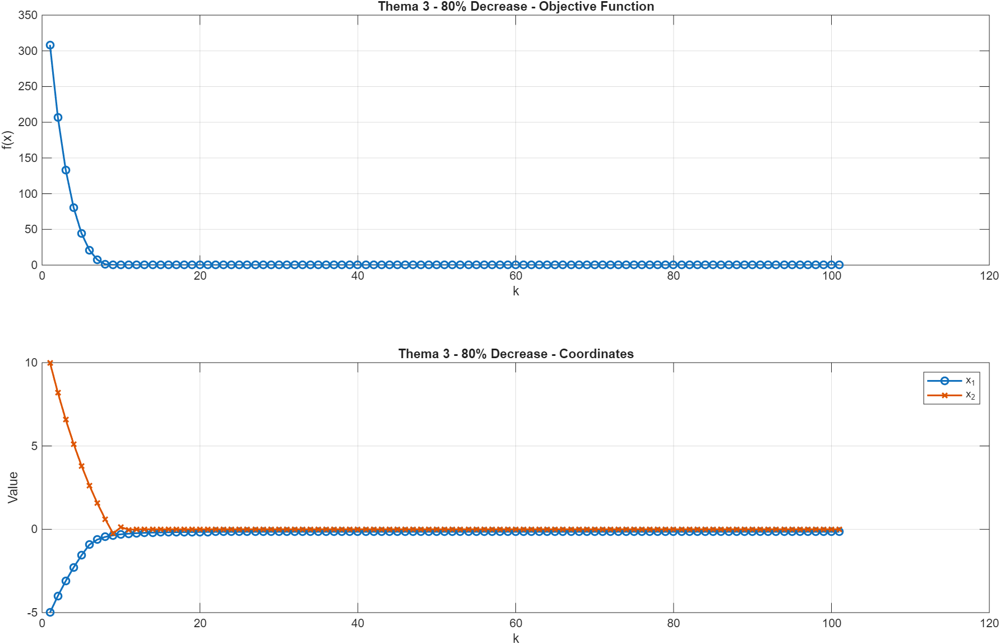 Thema 3 - 80% Decrease - Objective Function
350
300
250
200
150
100
50
0
f(x)
0 20 40 60 80 100 120
k
Thema 3 - 80% Decrease - Coordinates
10
5
0
-5
Value
x₁
x₂
0 20 40 60 80 100 120
k